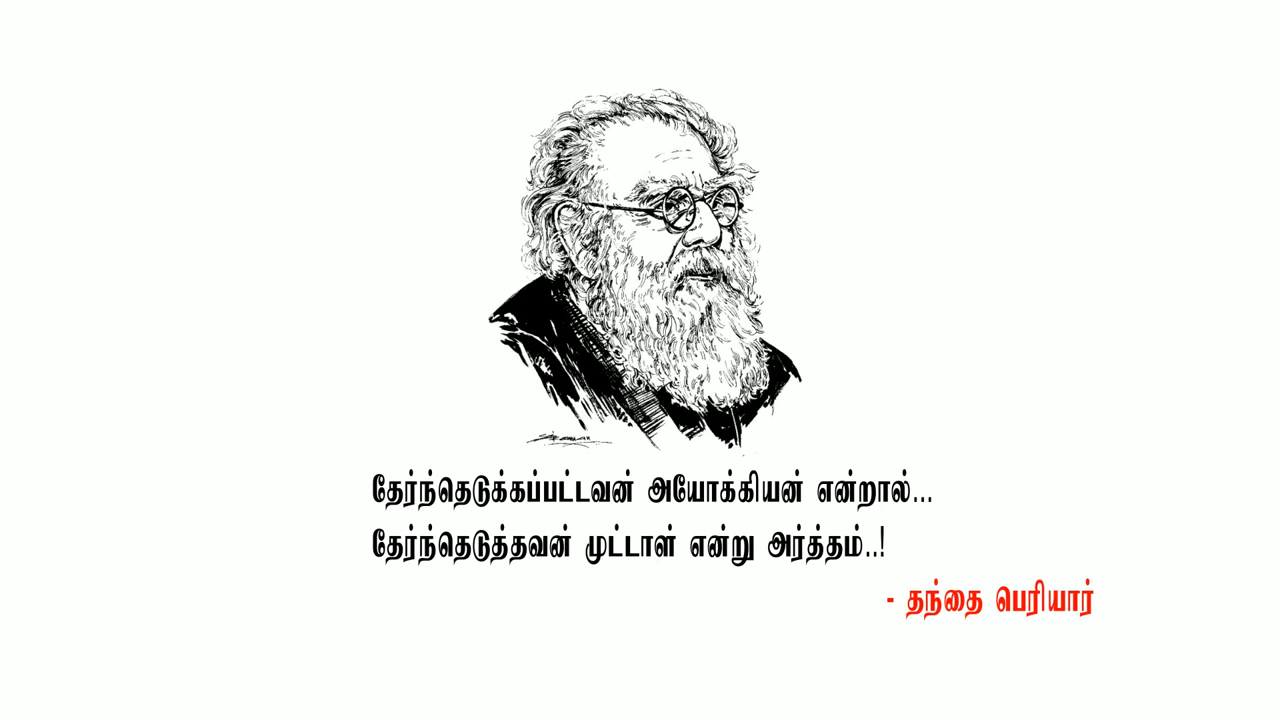 தேர்ந்தெடுக்கப்பட்டவன் அயோக்கியன் என்றால்...
தேர்ந்தெடுத்தவன் முட்டாள் என்று அர்த்தம்..!
- தந்தை பெரியார்